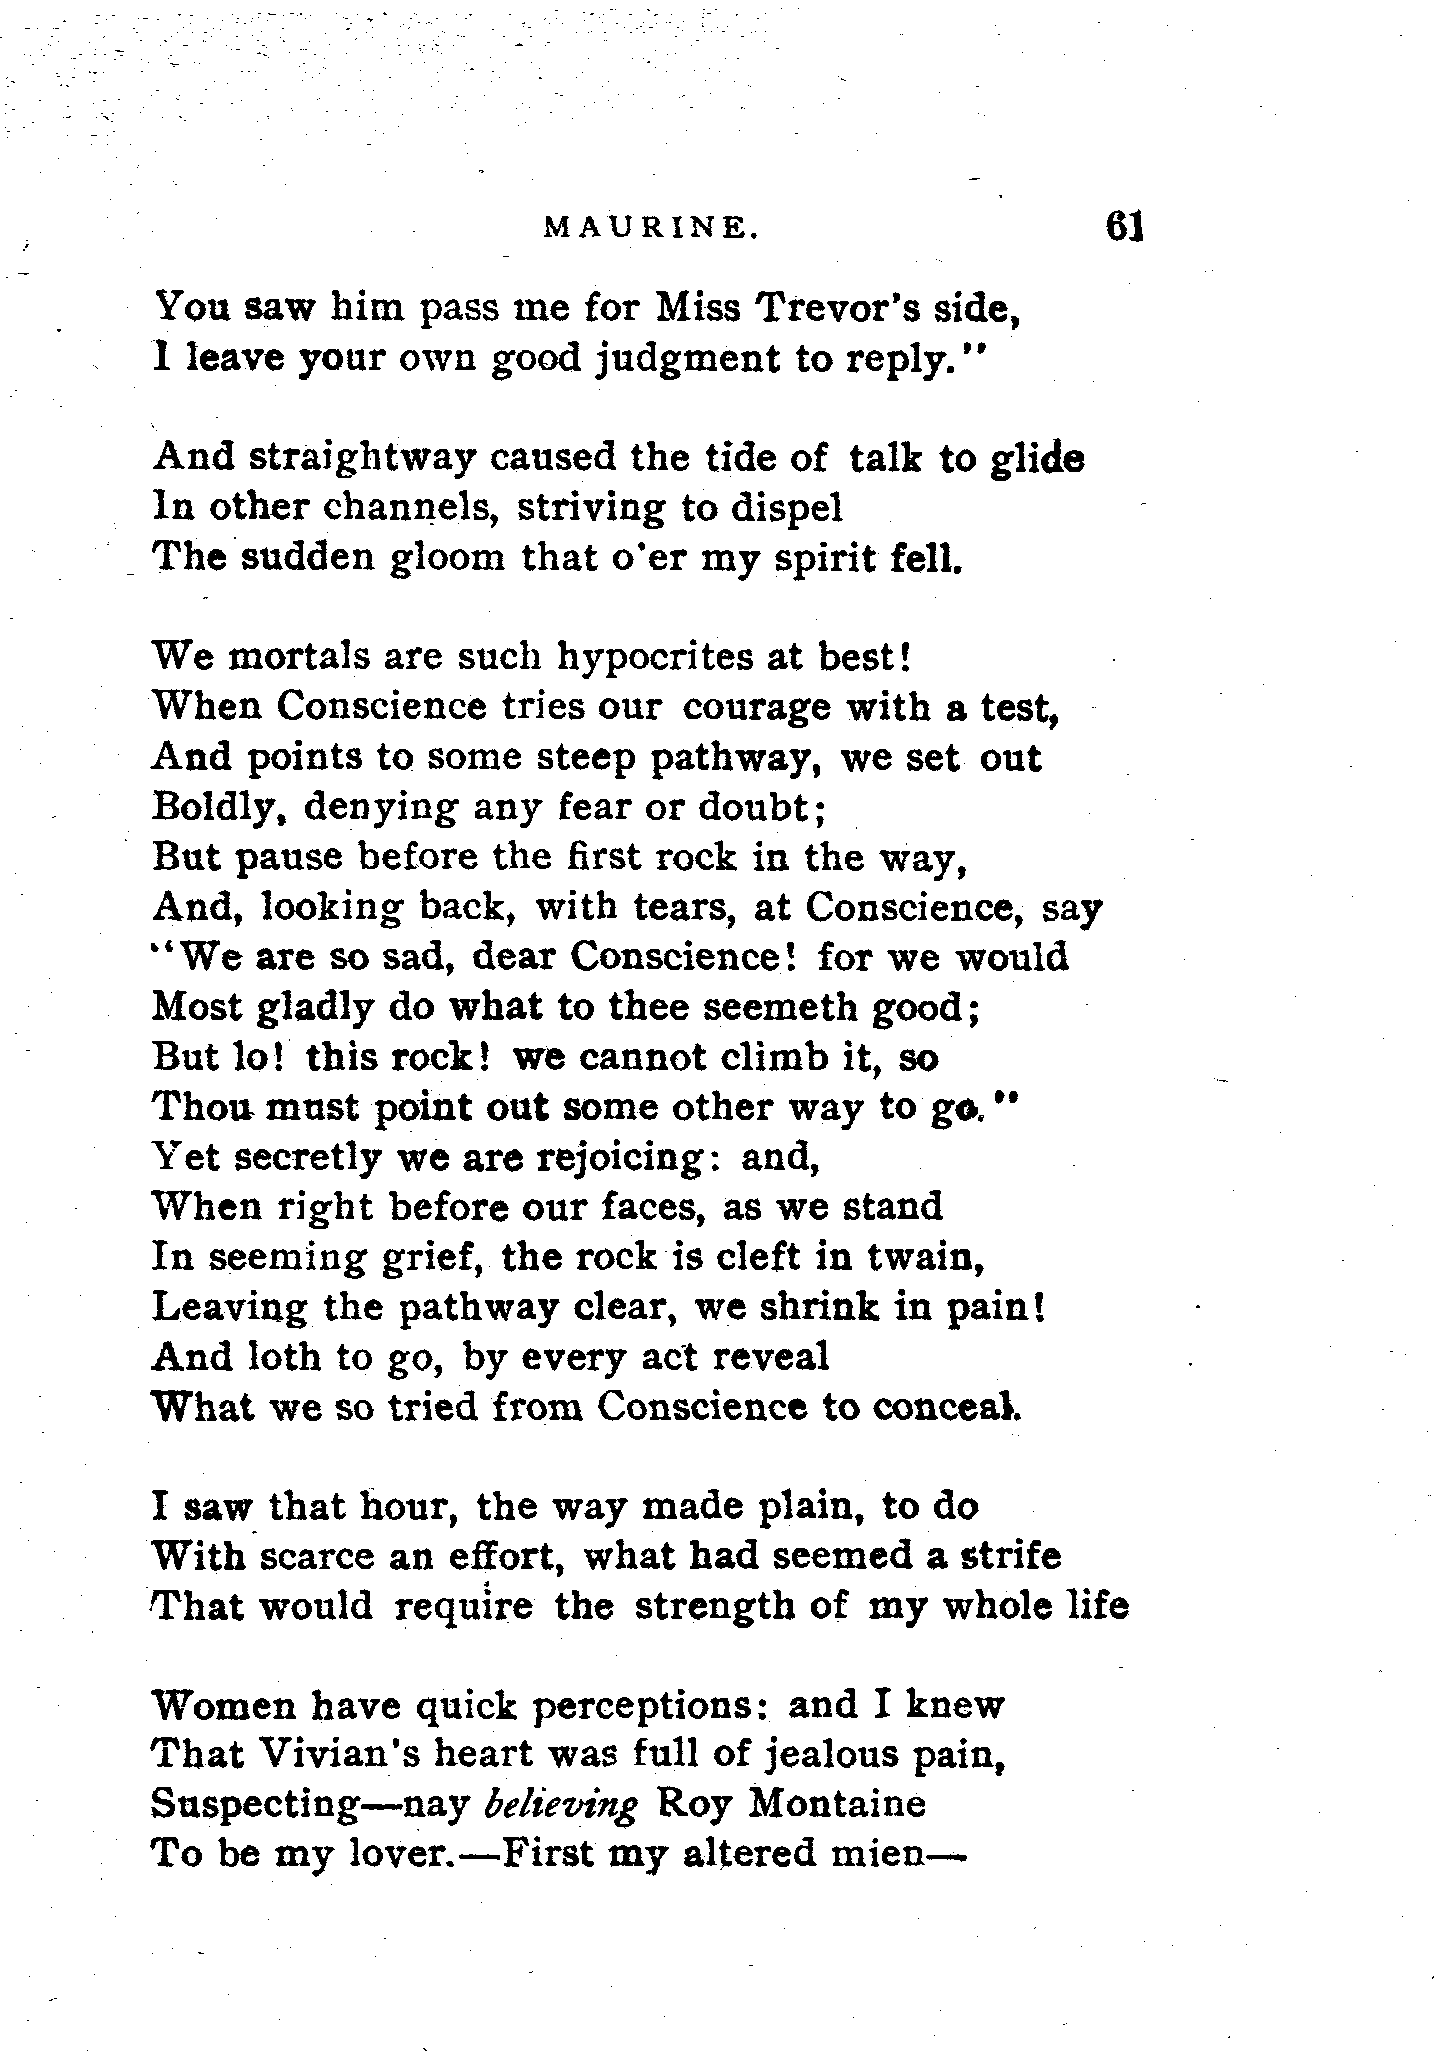 MAURINE. 61
You saw him pass me for Miss Trevor's side,
I leave your own good judgment to reply."
And straightway caused the tide of talk to glide
In other channels, striving to dispel
The sudden gloom that o'er my spirit fell.
We mortals are such hypocrites at best!
When Conscience tries our courage with a test,
And points to some steep pathway, we set out
Boldly, denying any fear or doubt;
But pause before the first rock in the way,
And, looking back, with tears, at Conscience, say
"We are so sad, dear Conscience! for we would
Most gladly do what to thee seemeth good;
But lo! this rock! we cannot climb it, so
Thou must point out some other way to go."
Yet secretly we are rejoicing: and,
When right before our faces, as we stand
In seeming grief, the rock is cleft in twain,
Leaving the pathway clear, we shrink in pain!
And loth to go, by every act reveal
What we so tried from Conscience to conceal.
I saw that hour, the way made plain, to do
With scarce an effort, what had seemed a strife
That would require the strength of my whole life
Women have quick perceptions: and I knew
That Vivian's heart was full of jealous pain,
Suspecting—nay believing Roy Montaine
To be my lover.—First my altered mien—